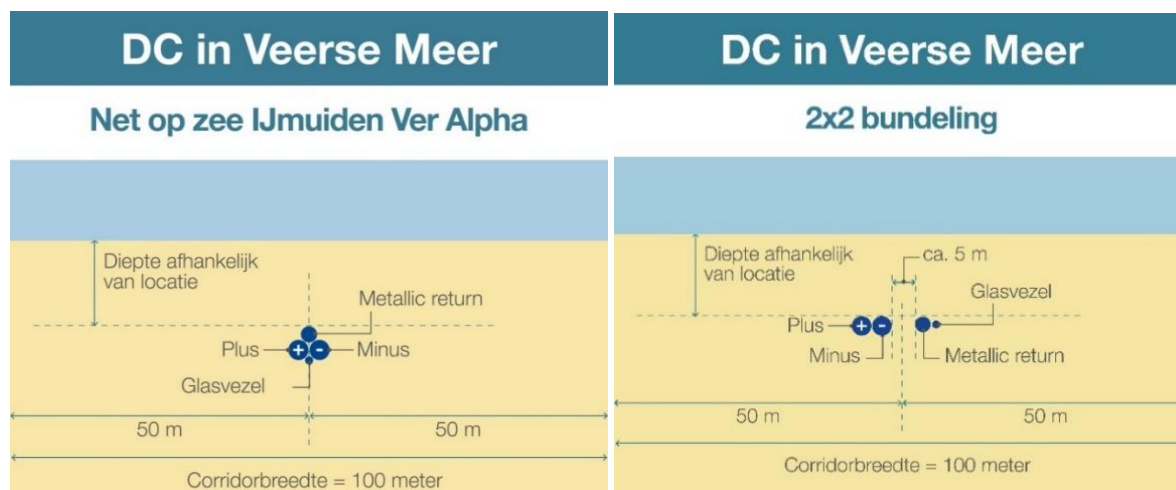 DC in Veerse Meer
Net op zee IJmuiden Ver Alpha
Diepte afhankelijk
van locatie
Metallic return
Plus
+
-
Minus
Glasvezel
50 m
50 m
Corridorbreedte = 100 meter
DC in Veerse Meer
2x2 bundeling
Diepte afhankelijk
van locatie
ca. 5 m
Glasvezel
Plus
+
-
Minus
Metallic return
50 m
50 m
Corridorbreedte = 100 meter